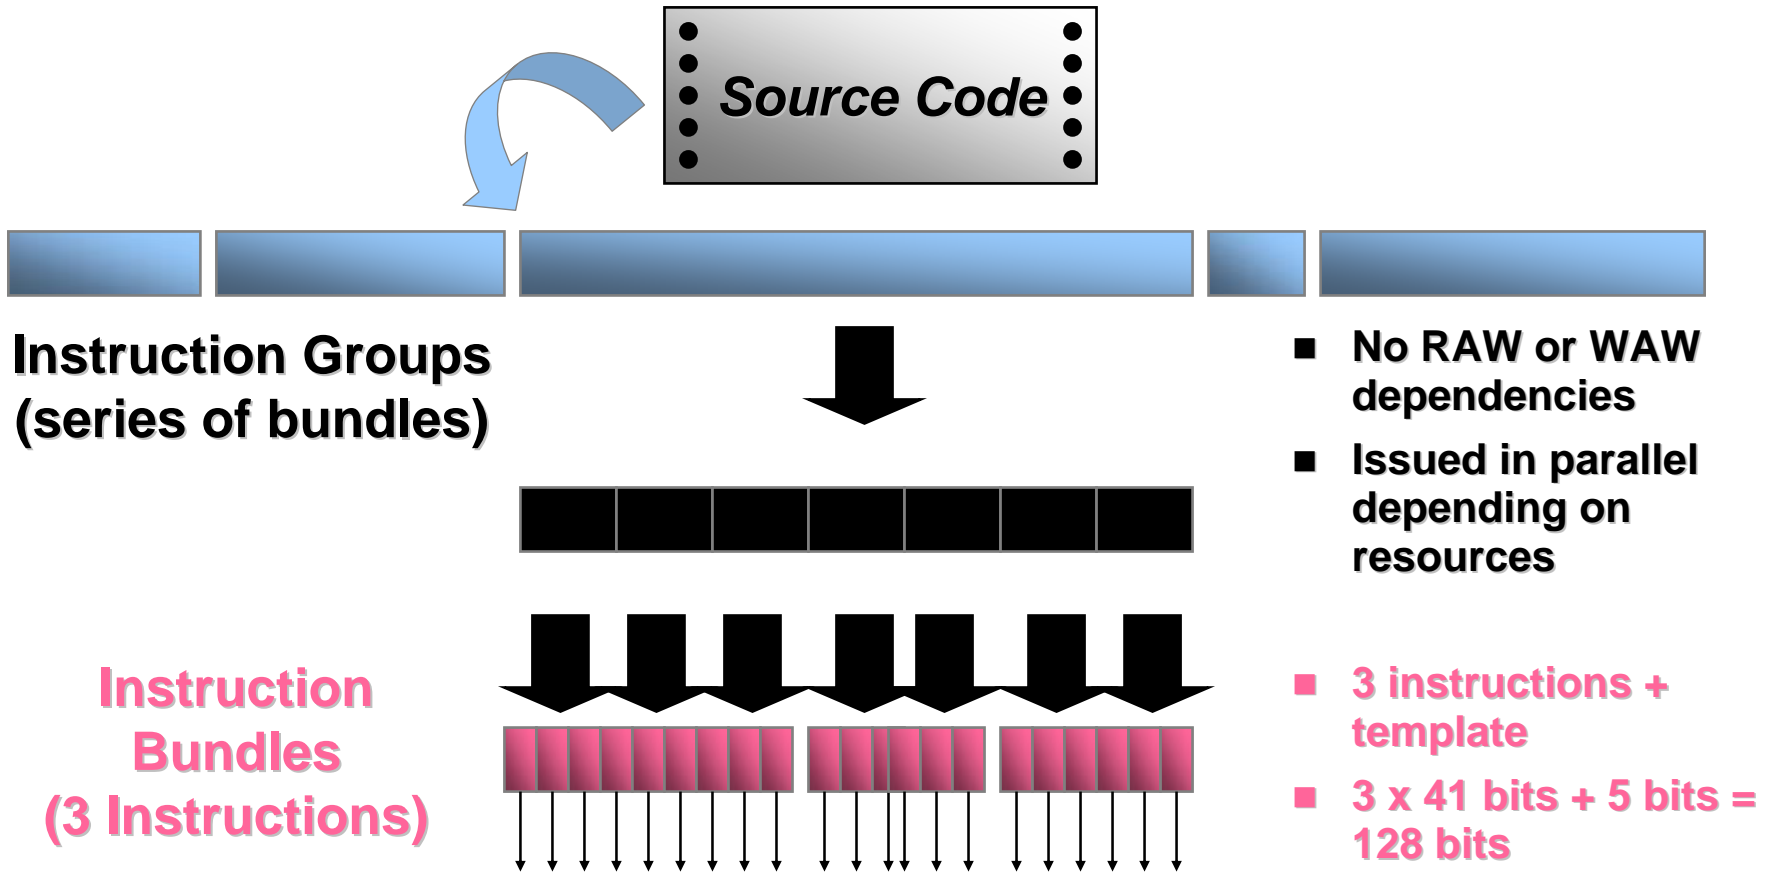 Source Code
Instruction Groups
(series of bundles)
No RAW or WAW
dependencies
Issued in parallel
depending on
resources
Instruction
Bundles
(3 Instructions)
3 instructions +
template
3 x 41 bits + 5 bits =
128 bits